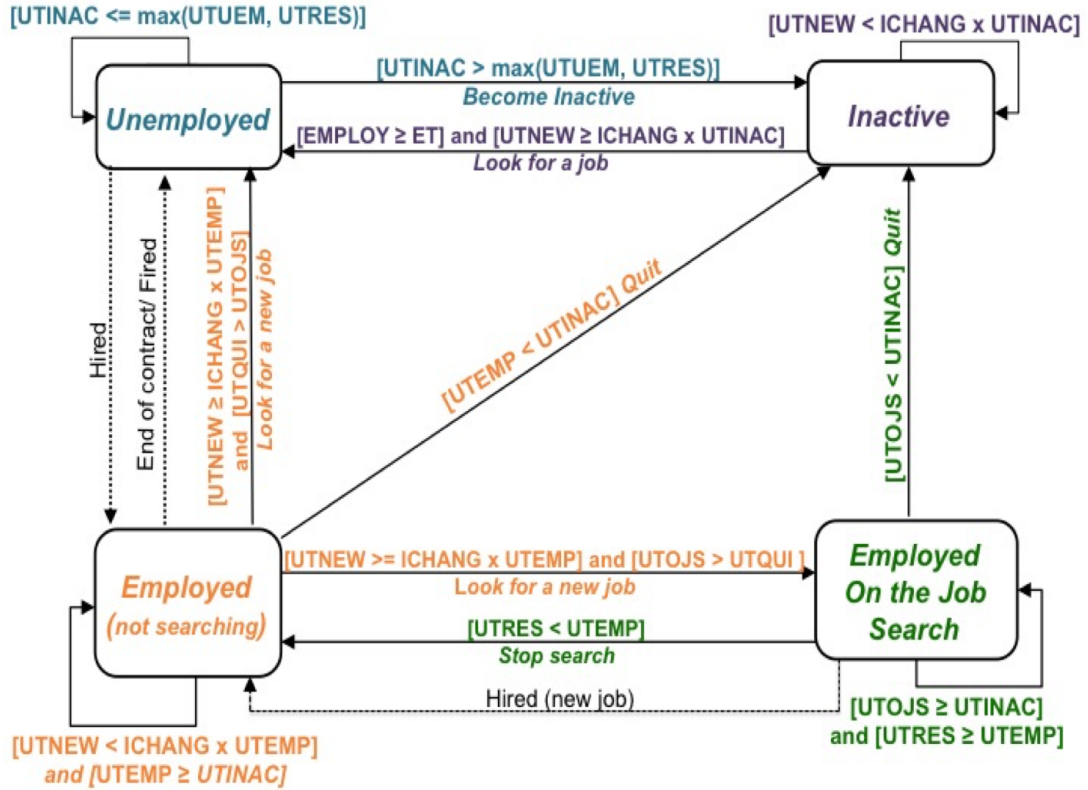 [UTINAC <= max(UTUEM, UTRES)]
[UTNEW < ICHANG x UTINAC]
Unemployed
[UTINAC > max(UTUEM, UTRES)]
Become Inactive
Inactive
[EMPLOY ≥ ET] and [UTNEW ≥ ICHANG x UTINAC]
Look for a job
Hired
End of contract/ Fired
[UTNEW ≥ ICHANG x UTEMP]
and [UTQUI > UTOJS]
Look for a new job
[UTEMP < UTINAC] Quit
[UTOJS < UTINAC] Quit
Employed
(not searching)
[UTNEW >= ICHANG x UTEMP] and [UTOJS > UTQUI ]
Look for a new job
[UTRES < UTEMP]
Stop search
Hired (new job)
Employed
On the Job
Search
[UTNEW < ICHANG x UTEMP]
and [UTEMP ≥ UTINAC]
[UTOJS ≥ UTINAC]
and [UTRES ≥ UTEMP]